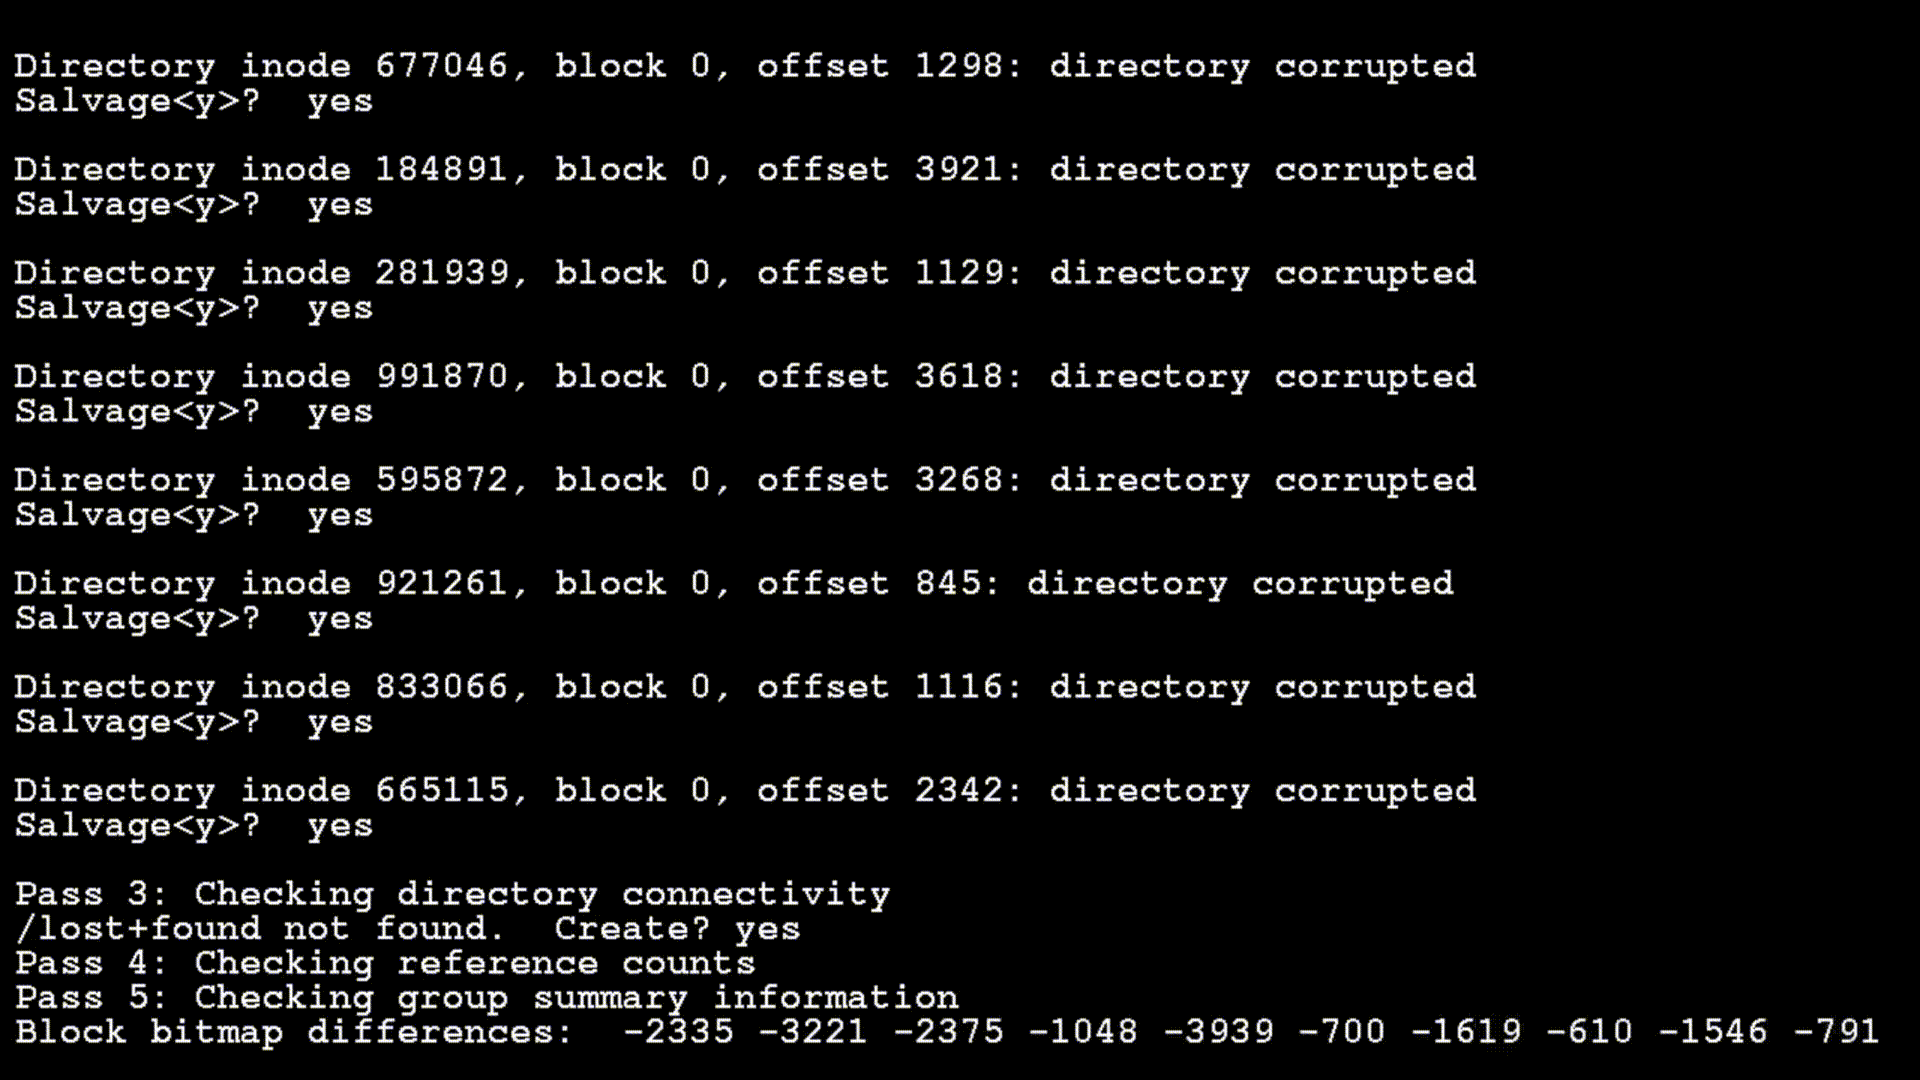 Directory inode 677046, block 0, offset 1298: directory corrupted
Salvage<y>?  yes
Directory inode 184891, block 0, offset 3921: directory corrupted
Salvage<y>?  yes
Directory inode 281939, block 0, offset 1129: directory corrupted
Salvage<y>?  yes
Directory inode 991870, block 0, offset 3618: directory corrupted
Salvage<y>?  yes
Directory inode 595872, block 0, offset 3268: directory corrupted
Salvage<y>?  yes
Directory inode 921261, block 0, offset 845: directory corrupted
Salvage<y>?  yes
Directory inode 833066, block 0, offset 1116: directory corrupted
Salvage<y>?  yes
Directory inode 665115, block 0, offset 2342: directory corrupted
Salvage<y>?  yes
Pass 3: Checking directory connectivity
/lost+found not found.  Create? yes
Pass 4: Checking reference counts
Pass 5: Checking group summary information
Block bitmap differences:  -2335 -3221 -2375 -1048 -3939 -700 -1619 -610 -1546 -791